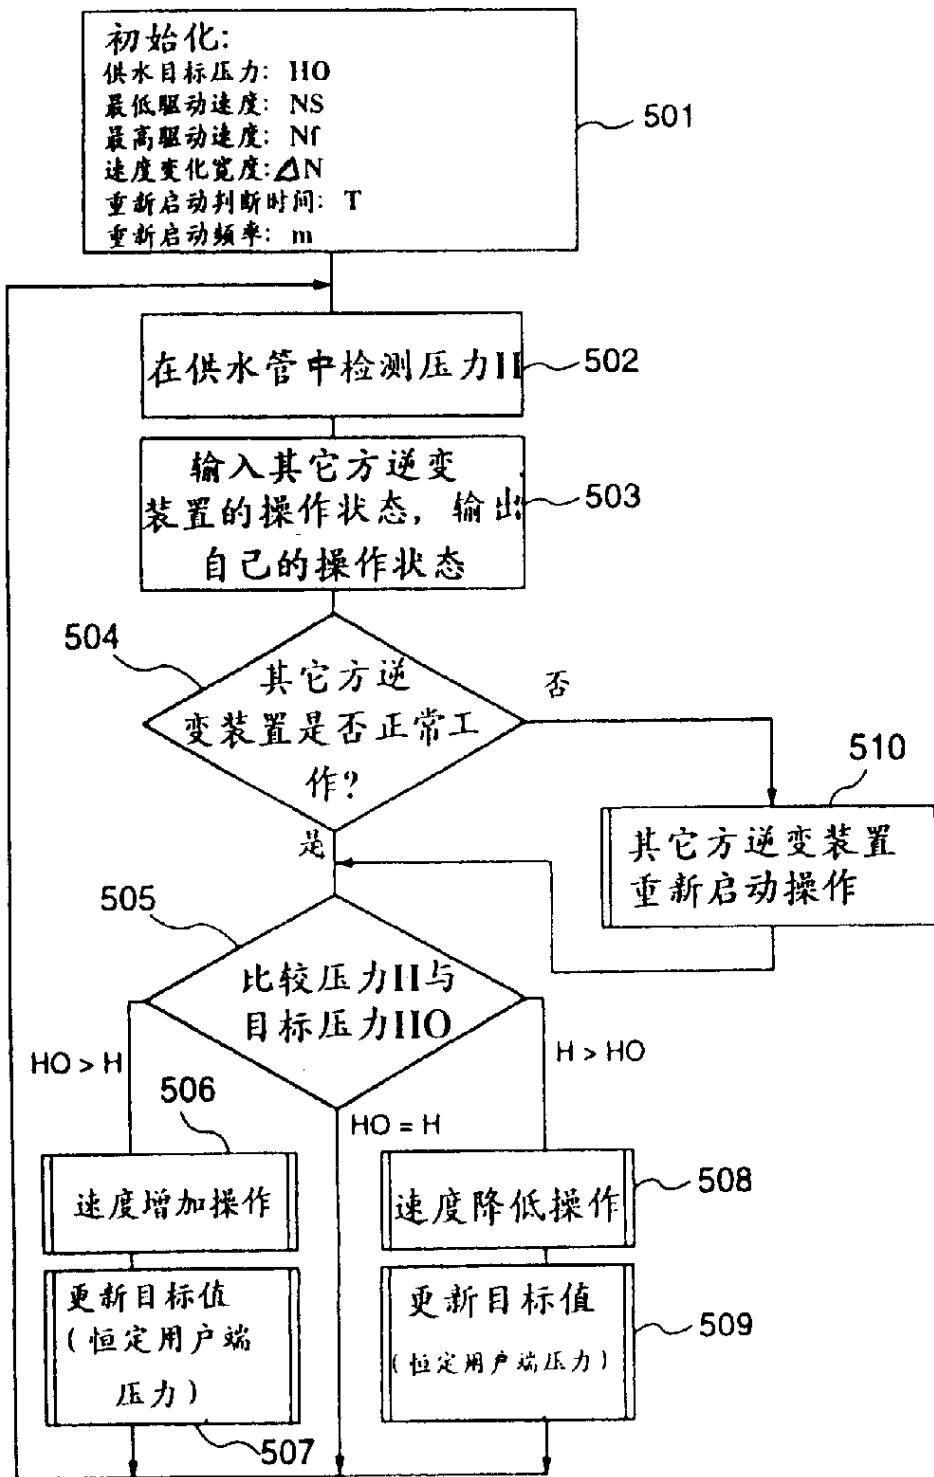 初始化:
供水目标压力: HO
最低驱动速度: NS
最高驱动速度: Nf
速度变化宽度:△N
重新启动判断时间: T
重新启动频率: m
501
在供水管中检测压力H
502
输入其它方逆变
装置的操作状态, 输出
自己的操作状态
503
504
其它方逆
变装置是否正常工
作?
否
是
510
其它方逆变装置
重新启动操作
505
比较压力H与
目标压力HO
HO > H
H > HO
HO = H
506
速度增加操作
508
速度降低操作
更新目标值
(恒定用户端
压力)
507
更新目标值
(恒定用户端压力)
509